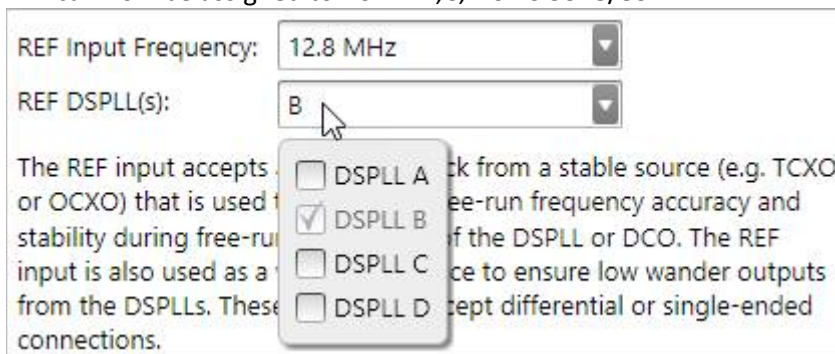 REF Input Frequency: 12.8 MHz
REF DSPLL(s): B
DSPLL A
DSPLL B
DSPLL C
DSPLL D
The REF input accepts k from a stable source (e.g. TCXO
or OCXO) that is used ee-run frequency accuracy and
stability during free-ru f the DSPLL or DCO. The REF
input is also used as a ce to ensure low wander outputs
from the DSPLLs. These cept differential or single-ended
connections.